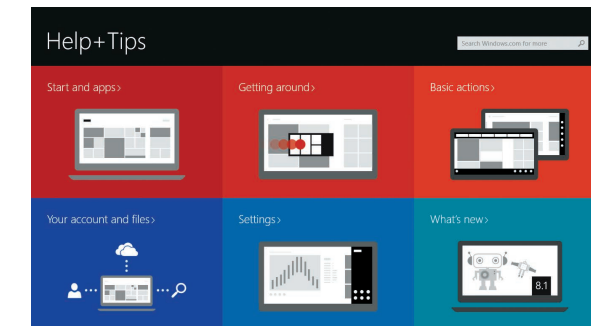 Help+Tips
Search Windows.com for more
Start and apps>
Getting around>
Basic actions>
Your account and files>
Settings>
What's new>
8.1